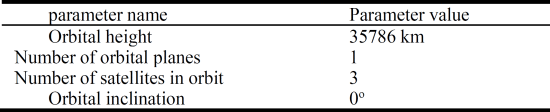 parameter name Parameter value
Orbital height 35786 km
Number of orbital planes 1
Number of satellites in orbit 3
Orbital inclination 0°